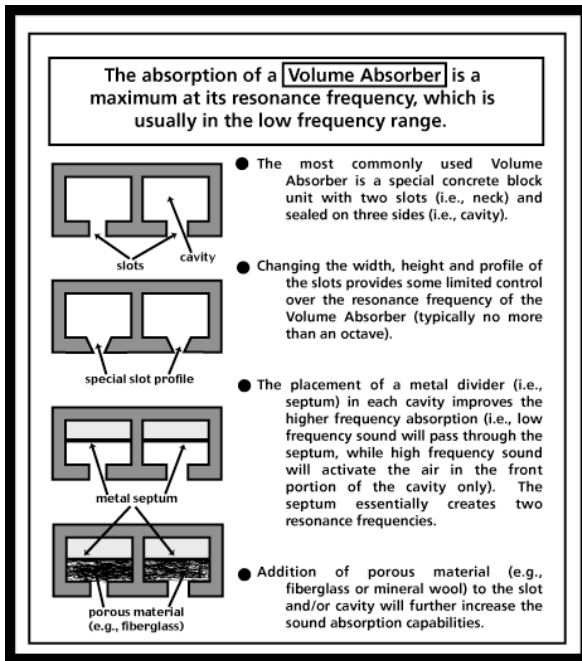 The absorption of a Volume Absorber is a
maximum at its resonance frequency, which is
usually in the low frequency range.
The most commonly used Volume
Absorber is a special concrete block
unit with two slots (i.e., neck) and
sealed on three sides (i.e., cavity).
slots
cavity
Changing the width, height and profile of
the slots provides some limited control
over the resonance frequency of the
Volume Absorber (typically no more
than an octave).
special slot profile
The placement of a metal divider (i.e.,
septum) in each cavity improves the
higher frequency absorption (i.e., low
frequency sound will pass through the
septum, while high frequency sound
will activate the air in the front
portion of the cavity only). The
septum essentially creates two
resonance frequencies.
metal septum
Addition of porous material (e.g.,
fiberglass or mineral wool) to the slot
and/or cavity will further increase the
sound absorption capabilities.
porous material
(e.g., fiberglass)